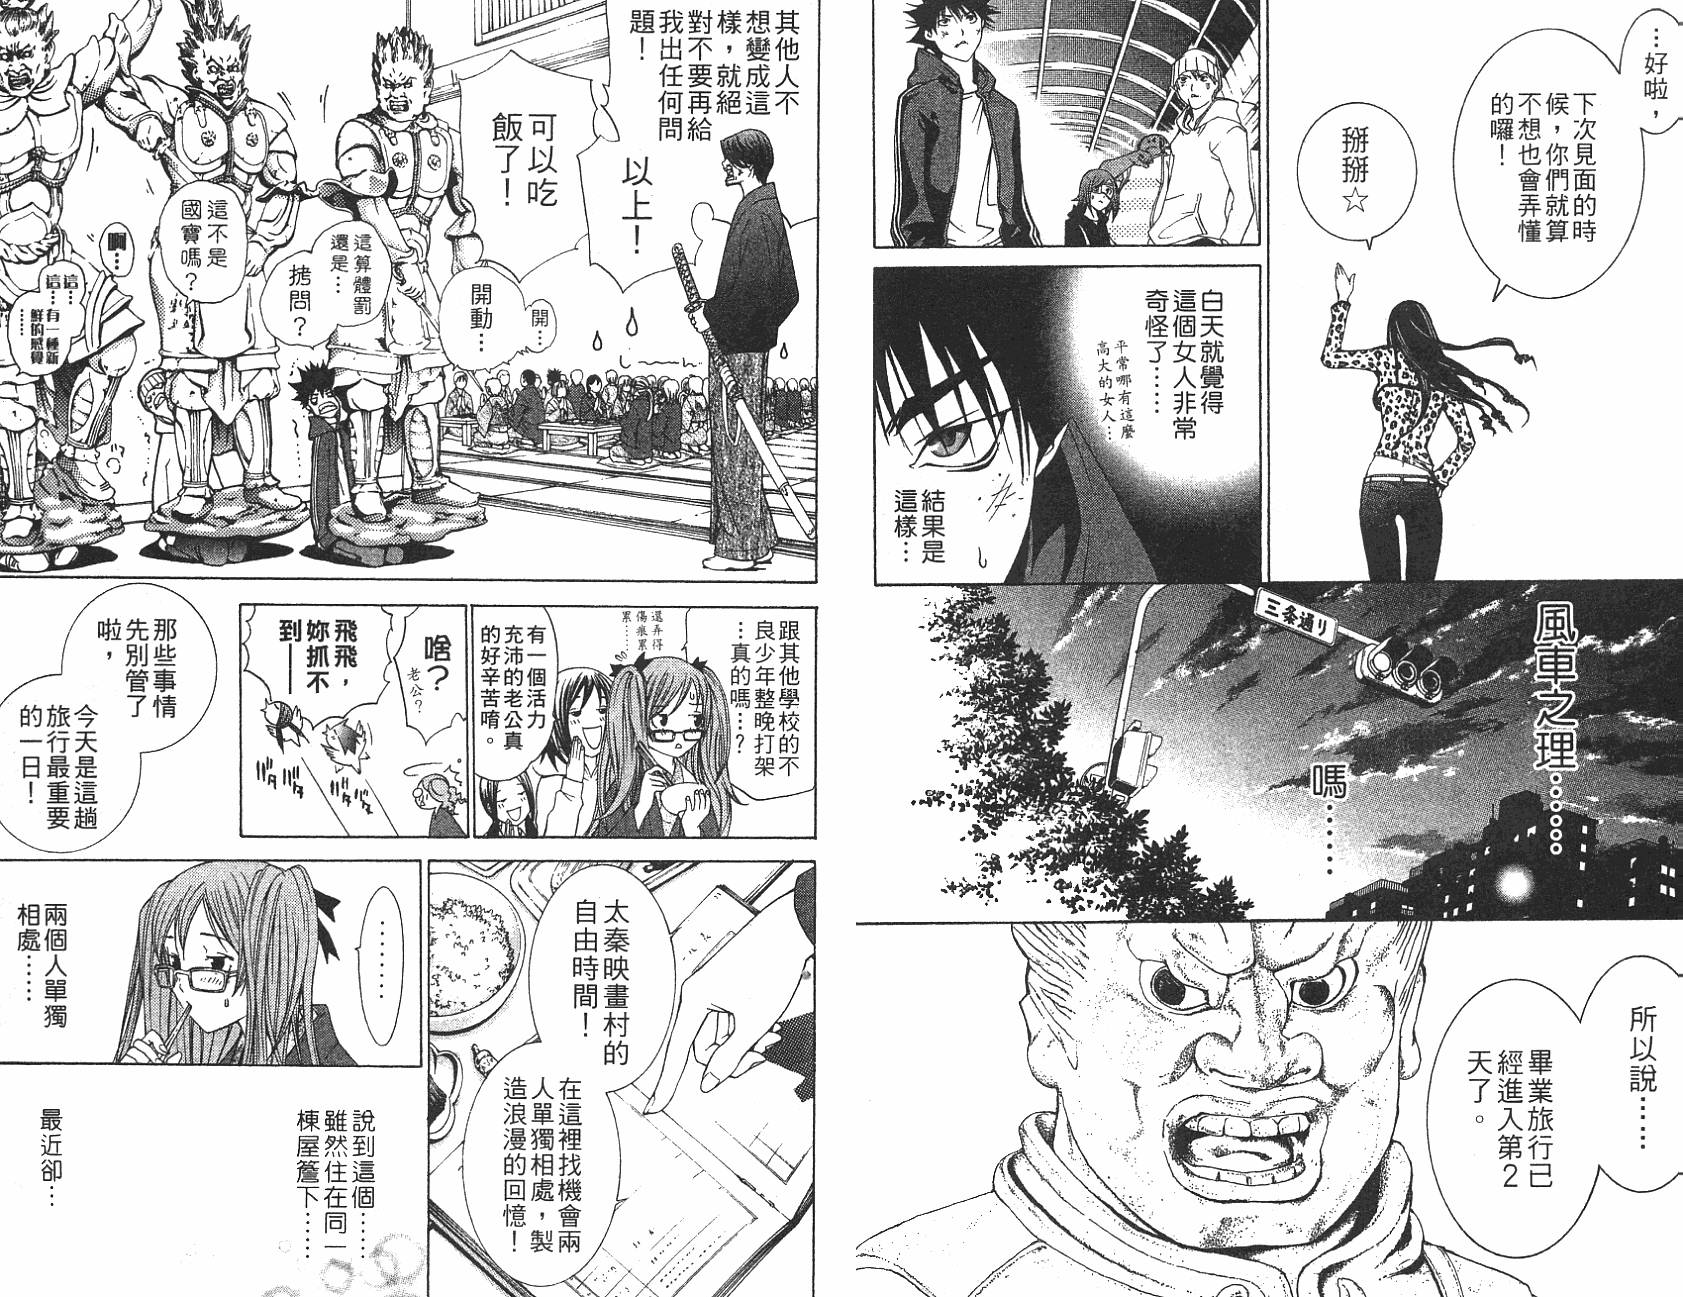 …好啦，
下次見面的時
候，你們就算
不想也會弄懂
的囉！
掰掰
☆
白天就覺得
這個女人非常
奇怪了……
平常哪有這麼
高大的女人…
結果是
這樣…
三条通り
風車之理………
嗎………
所以說……
畢業旅行已
經進入第2
天了。
其他人不
想變成這
樣，就絕
對不要再給
我出任何問
題！
以上！
可以吃
飯了！
開…
開動…
這算體罰
還是…
拷問？
這不是
國寶嗎？
啊…
這…
這…有一種新
鮮的感覺……
跟其他學校的不
良少年整晚打架
…真的嗎…？
還弄得
傷痕累
累……
有一個活力
充沛的老公真
的好辛苦唷。
啥？
老公？
飛飛，
妳抓不
到——
ドタ
ドタ
那些事情
先別管了
啦，
今天是這趟
旅行最重要
的一日！
太秦映畫村的
自由時間！
在這裡找機會兩
人單獨相處，製
造浪漫的回憶！
………
兩個人單獨
相處……
說到這個……
雖然住在同一
棟屋簷下……
最近卻…